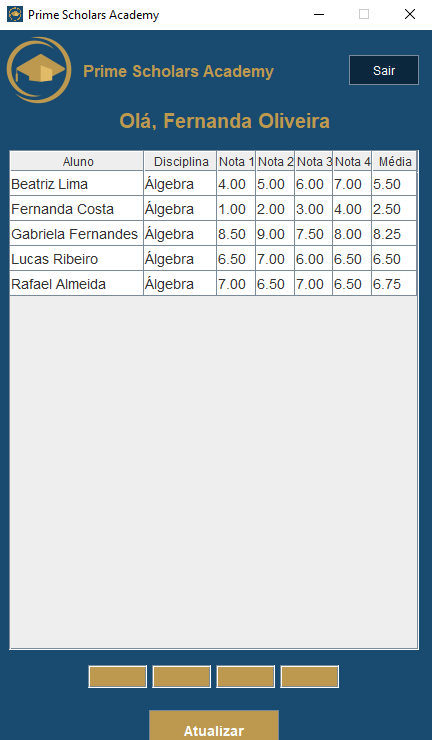 Prime Scholars Academy
Prime Scholars Academy
Sair
Olá, Fernanda Oliveira
Aluno Disciplina Nota 1 Nota 2 Nota 3 Nota 4 Média
Beatriz Lima Álgebra 4.00 5.00 6.00 7.00 5.50
Fernanda Costa Álgebra 1.00 2.00 3.00 4.00 2.50
Gabriela Fernandes Álgebra 8.50 9.00 7.50 8.00 8.25
Lucas Ribeiro Álgebra 6.50 7.00 6.00 6.50 6.50
Rafael Almeida Álgebra 7.00 6.50 7.00 6.50 6.75
Atualizar